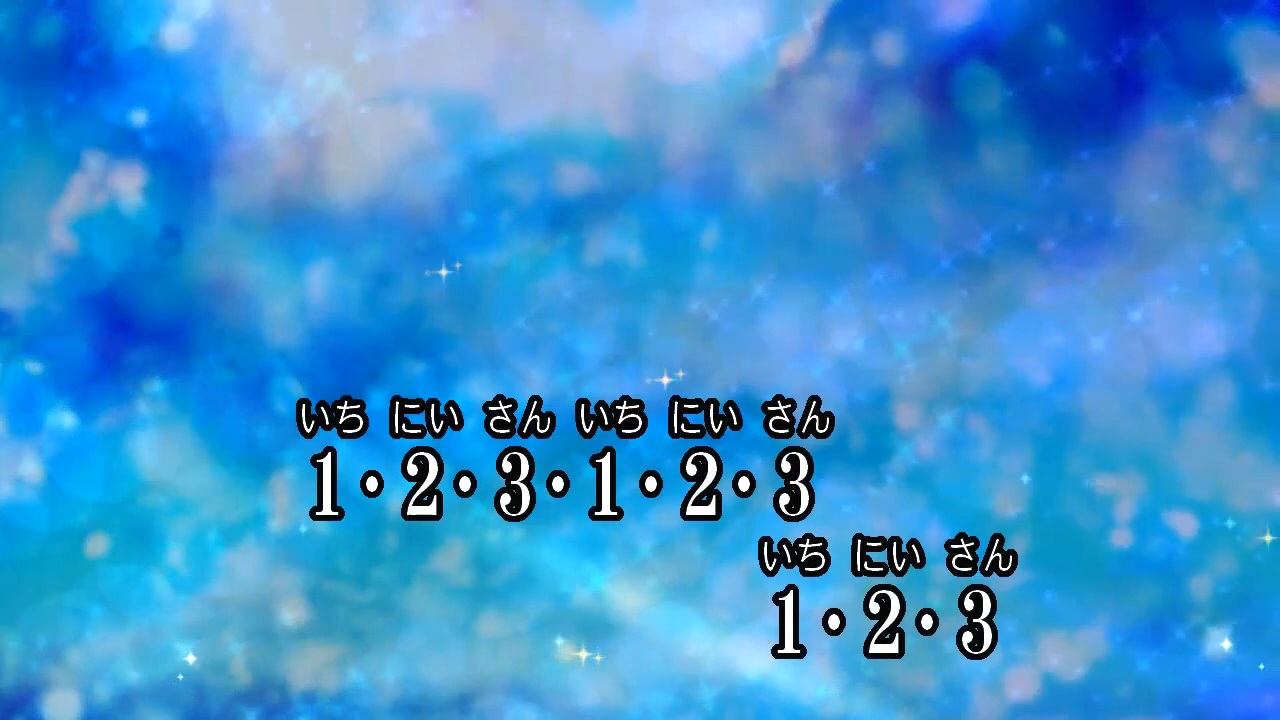 いち にい さん いち にい さん
1・2・3・1・2・3
いち にい さん
1・2・3